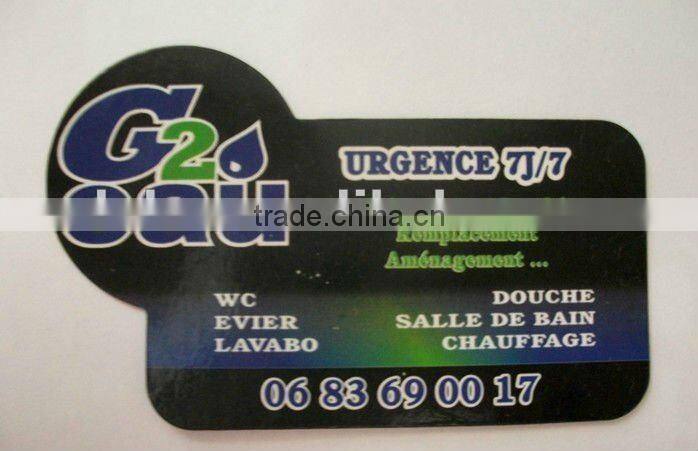 G2
eau
URGENCE 7J/7
trade.china.cn
Remplacement
Aménagement ...
WC
EVIER
LAVABO
DOUCHE
SALLE DE BAIN
CHAUFFAGE
06 83 69 00 17